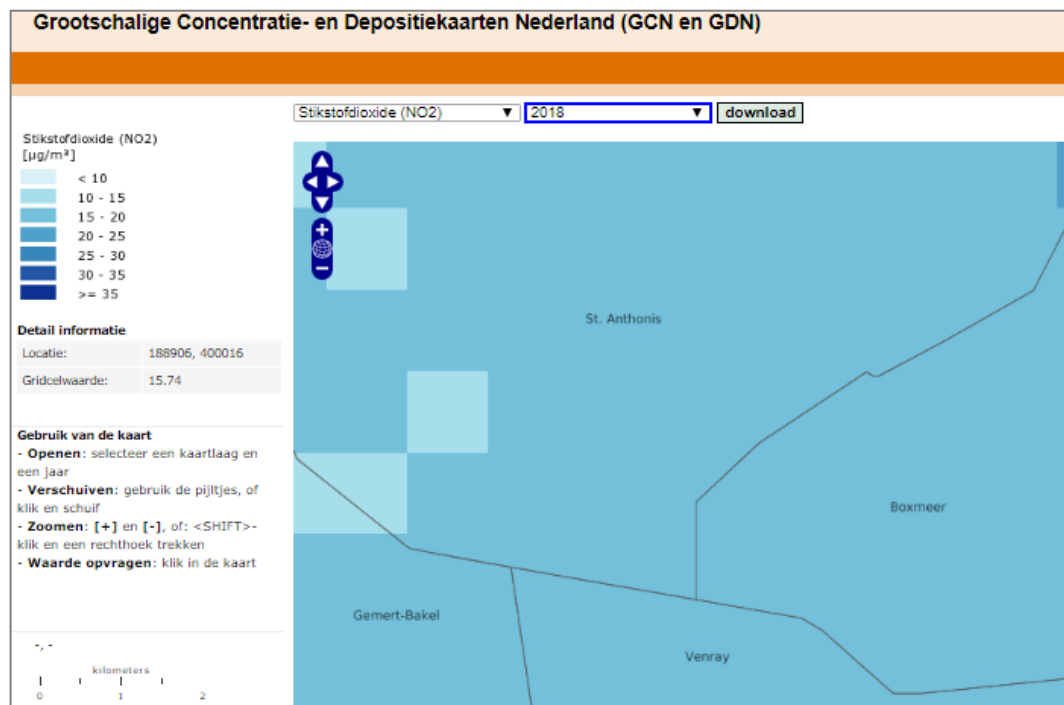 Grootschalige Concentratie- en Depositiekaarten Nederland (GCN en GDN)
Stikstofdioxide (NO2) ▼ 2018 ▼ download
Stikstofdioxide (NO2)
[µg/m³]
< 10
10 - 15
15 - 20
20 - 25
25 - 30
30 - 35
>= 35
Detail informatie
Locatie: 188906, 400016
Gridcelwaarde: 15.74
Gebruik van de kaart
- Openen: selecteer een kaartlaag en
een jaar
- Verschuiven: gebruik de pijltjes, of
klik en schuif
- Zoomen: [+] en [-], of: <SHIFT>-
klik en een rechthoek trekken
- Waarde opvragen: klik in de kaart
-, -
kilometers
0 1 2
St. Anthonis
Boxmeer
Gemert-Bakel
Venray